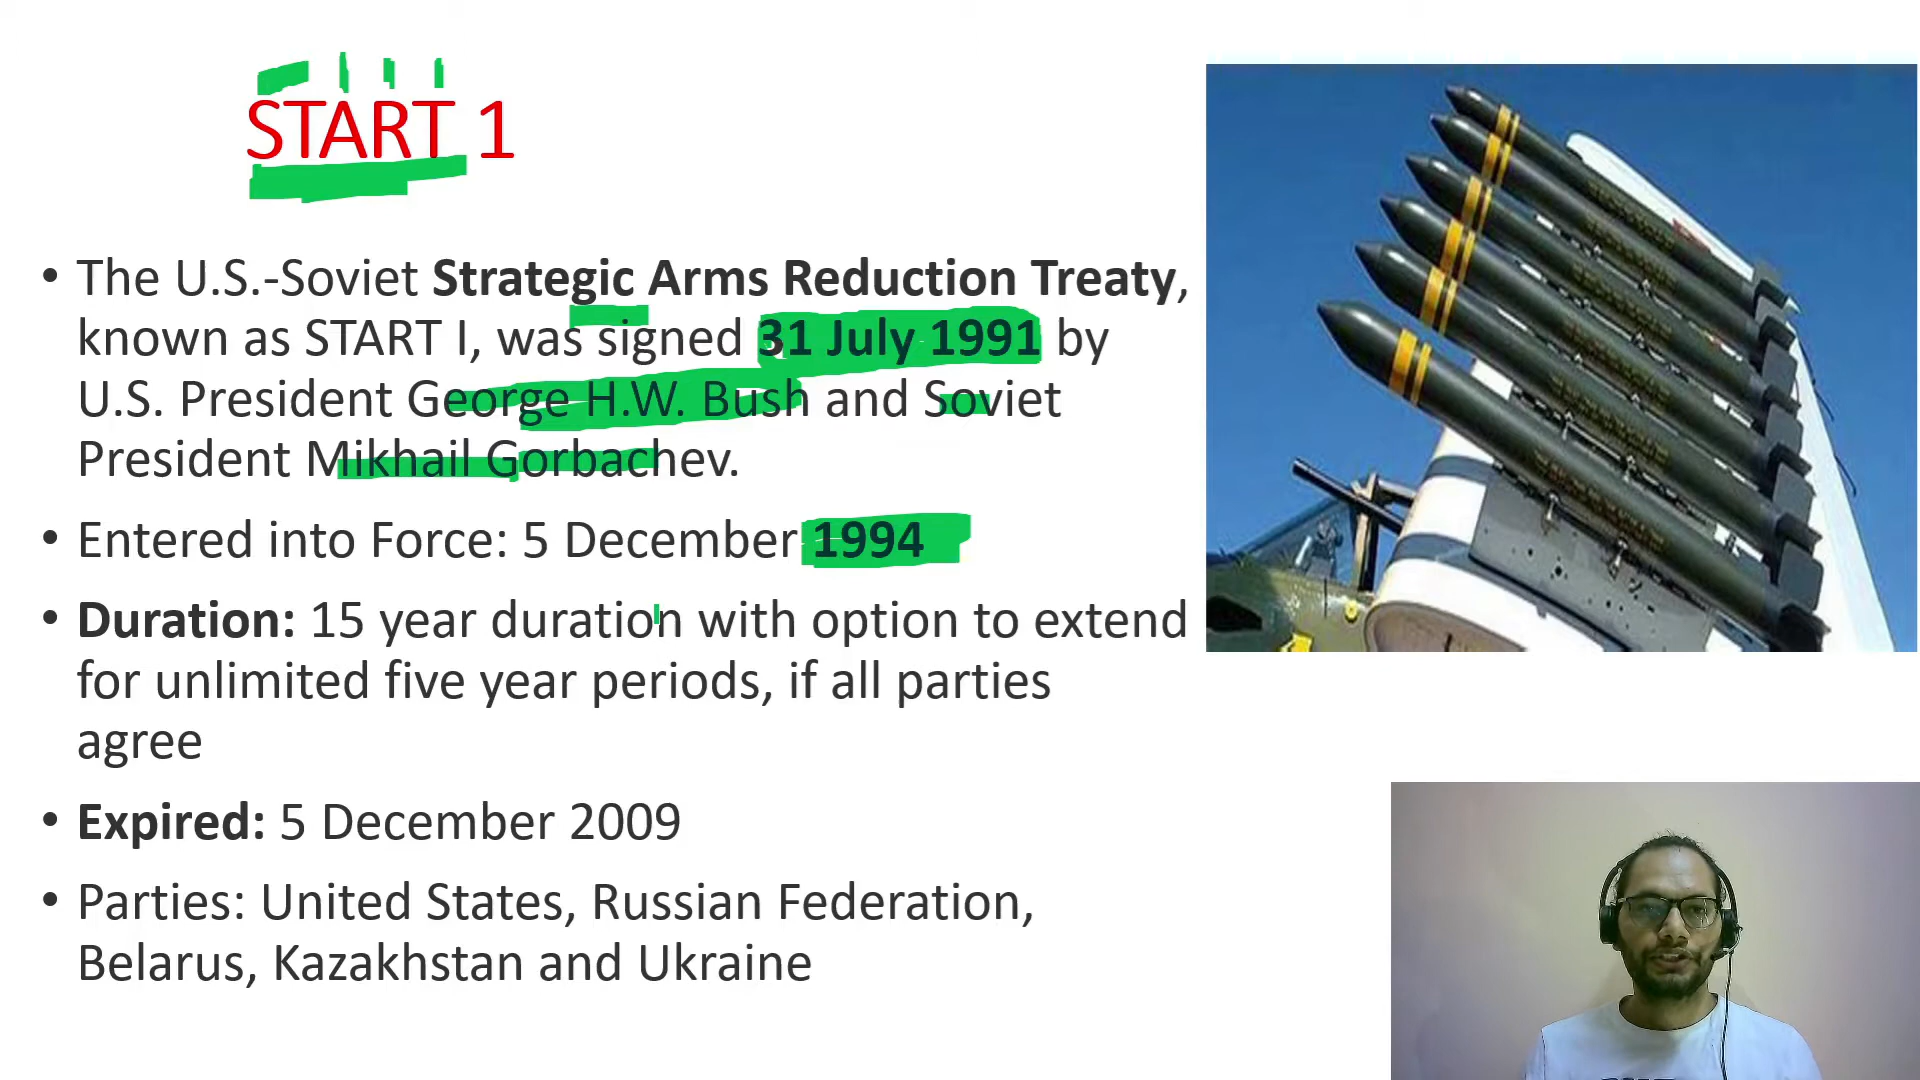 START 1
• The U.S.-Soviet Strategic Arms Reduction Treaty,
known as START I, was signed 31 July 1991 by
U.S. President George H.W. Bush and Soviet
President Mikhail Gorbachev.
• Entered into Force: 5 December 1994
• Duration: 15 year duration with option to extend
for unlimited five year periods, if all parties
agree
• Expired: 5 December 2009
• Parties: United States, Russian Federation,
Belarus, Kazakhstan and Ukraine